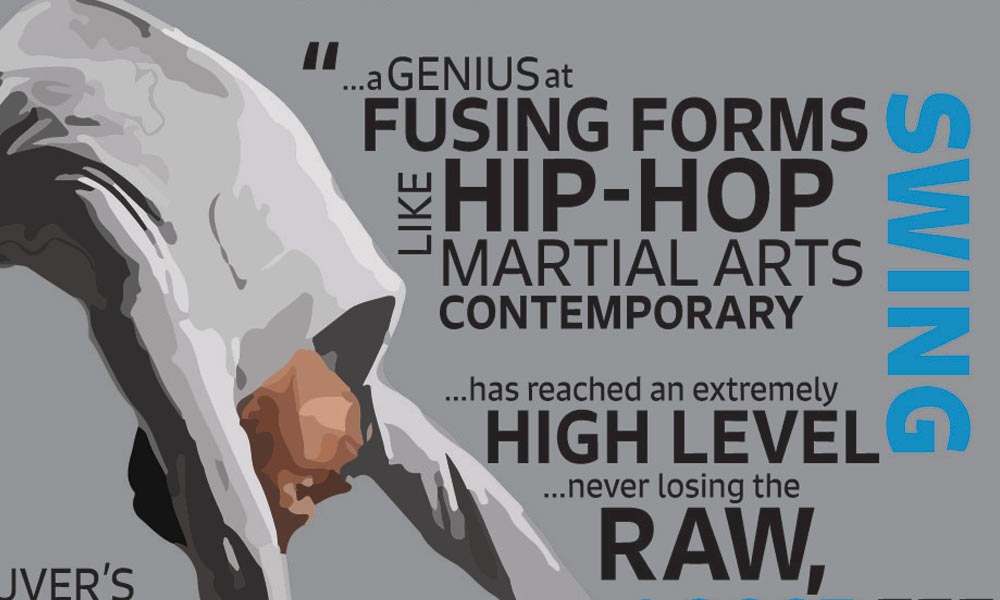 “...a GENIUS at
FUSING FORMS
LIKE
HIP-HOP
MARTIAL ARTS
CONTEMPORARY
SWING
...has reached an extremely
HIGH LEVEL
...never losing the
RAW,
UVER’S